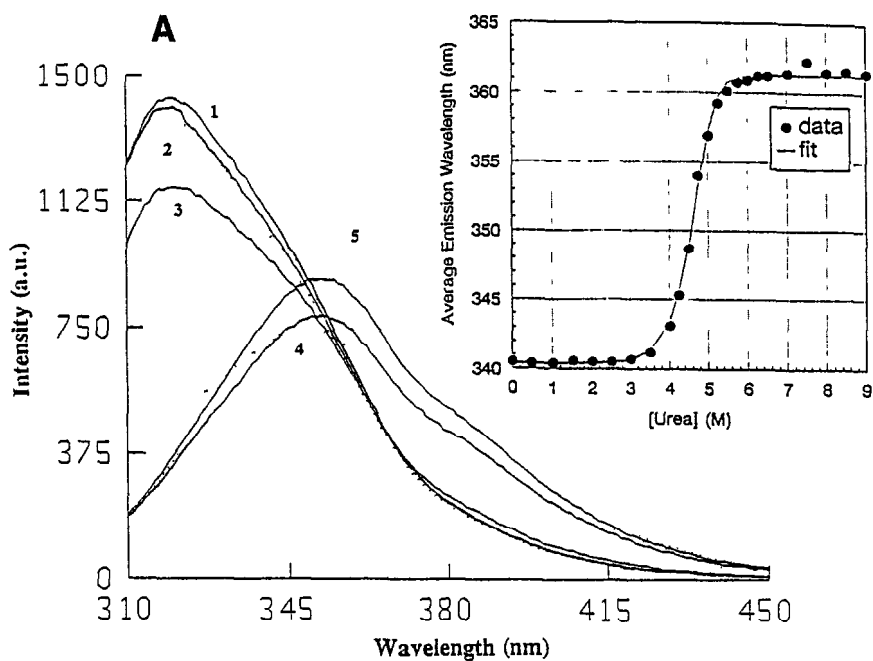 A
1500
1125
750
375
0
Intensity (a.u.)
310
345
380
415
450
Wavelength (nm)
1
2
3
5
4
365
360
355
350
345
340
Average Emission Wavelength (nm)
0 1 2 3 4 5 6 7 8 9
[Urea] (M)
data
fit